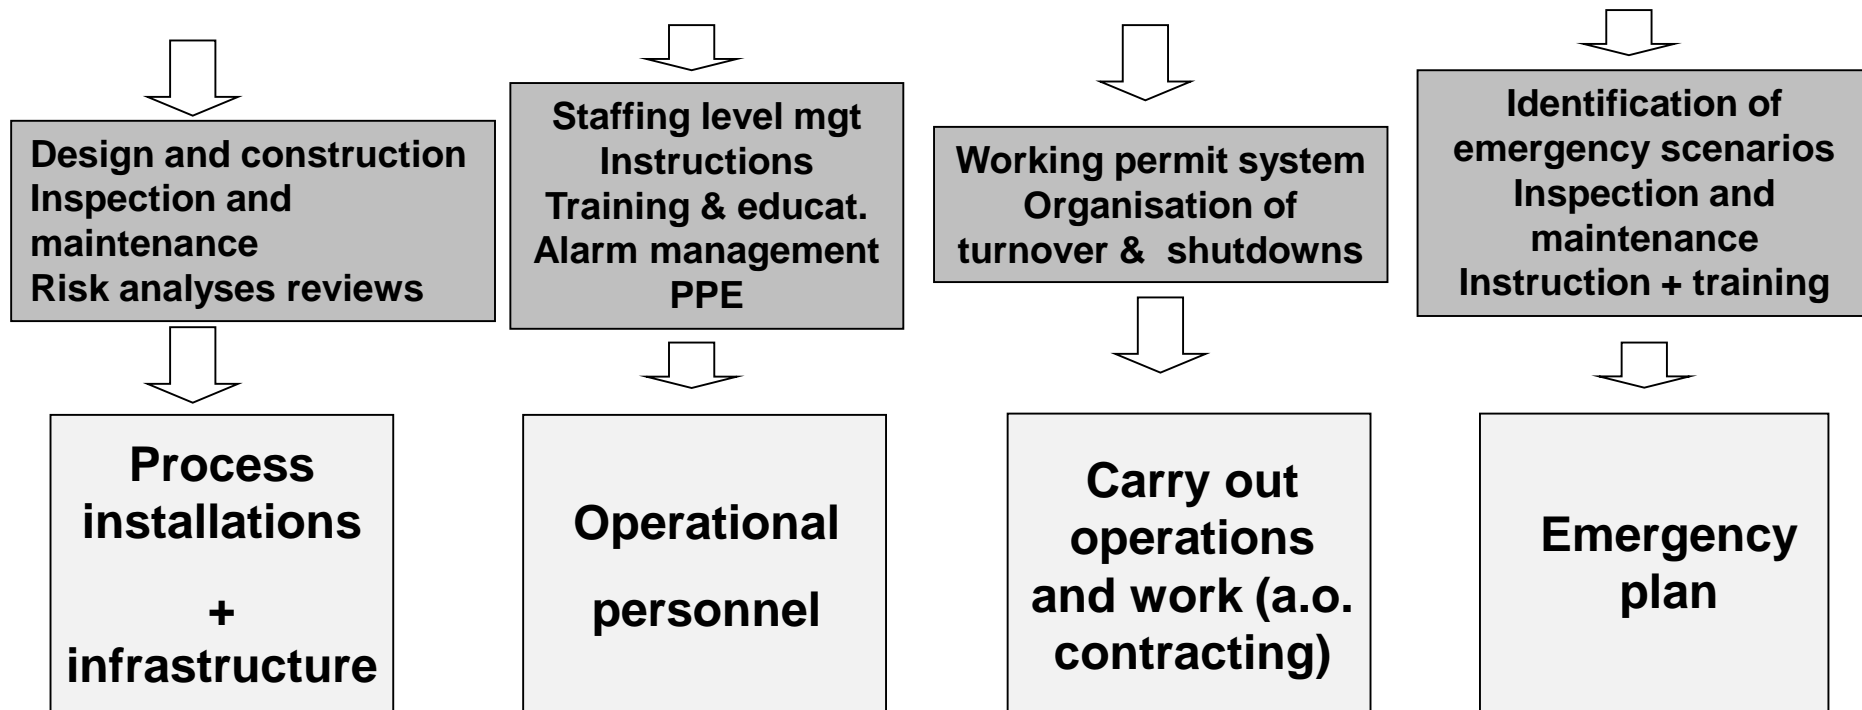 Design and construction
Inspection and
maintenance
Risk analyses reviews
Staffing level mgt
Instructions
Training & educat.
Alarm management
PPE
Working permit system
Organisation of
turnover & shutdowns
Identification of
emergency scenarios
Inspection and
maintenance
Instruction + training
Process
installations
+
infrastructure
Operational
personnel
Carry out
operations
and work (a.o.
contracting)
Emergency
plan